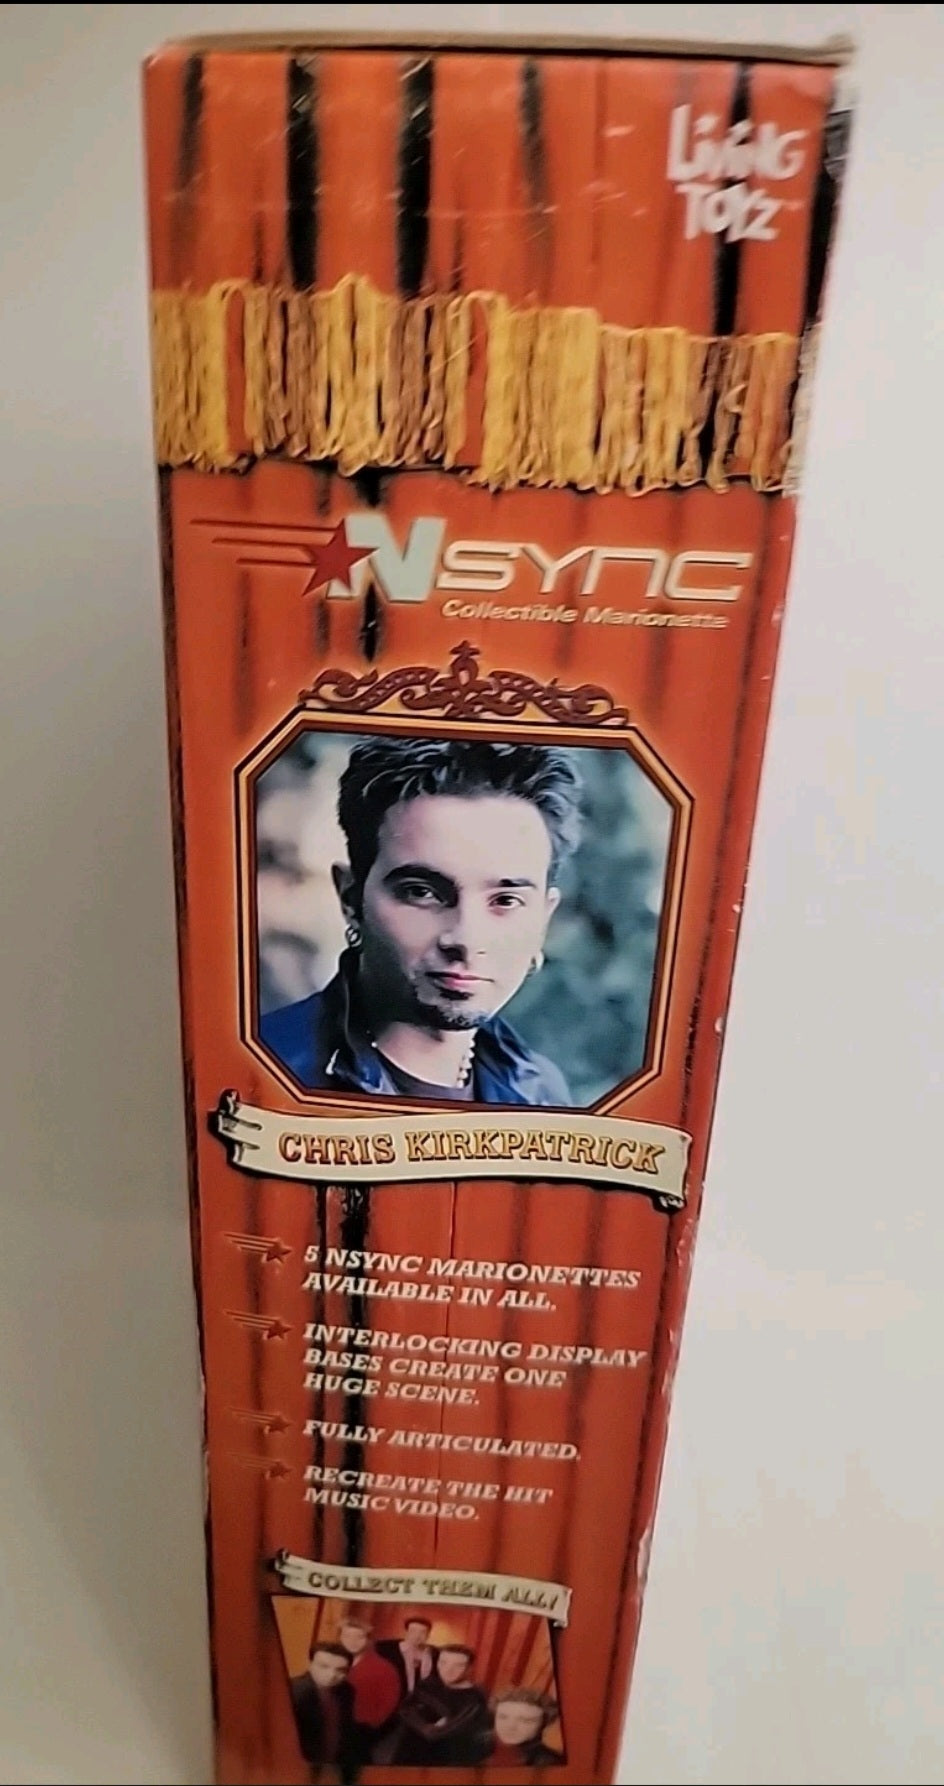 LiViNG
TOYZ
NSYNC
Collectible Marionette
CHRIS KIRKPATRICK
5 NSYNC MARIONETTES
AVAILABLE IN ALL.
INTERLOCKING DISPLAY
BASES CREATE ONE
HUGE SCENE.
FULLY ARTICULATED.
RECREATE THE HIT
MUSIC VIDEO.
COLLECT THEM ALL!